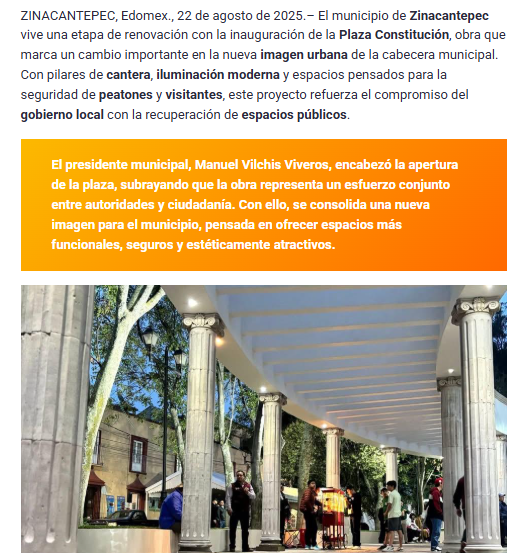 ZINACANTEPEC, Edomex., 22 de agosto de 2025.– El municipio de Zinacantepec
vive una etapa de renovación con la inauguración de la Plaza Constitución, obra que
marca un cambio importante en la nueva imagen urbana de la cabecera municipal.
Con pilares de cantera, iluminación moderna y espacios pensados para la
seguridad de peatones y visitantes, este proyecto refuerza el compromiso del
gobierno local con la recuperación de espacios públicos.
El presidente municipal, Manuel Vilchis Viveros, encabezó la apertura
de la plaza, subrayando que la obra representa un esfuerzo conjunto
entre autoridades y ciudadanía. Con ello, se consolida una nueva
imagen para el municipio, pensada en ofrecer espacios más
funcionales, seguros y estéticamente atractivos.